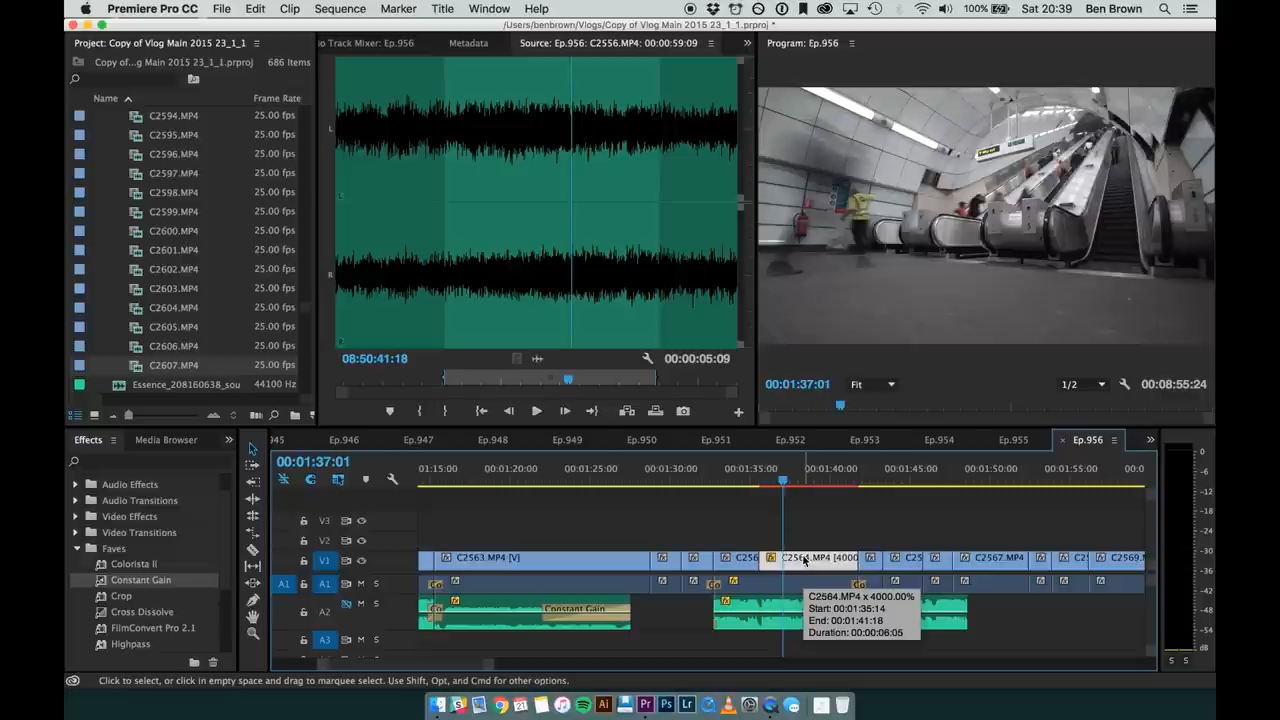 Premiere Pro CC File Edit Clip Sequence Marker Title Window Help 100% Sat 20:39 Ben Brown
/Users/benbrown/Vlogs/Copy of Vlog Main 2015 23_1_1.prproj *
Project: Copy of Vlog Main 2015 23_1_1
io Track Mixer: Ep.956 Metadata Source: Ep.956: C2556.MP4: 00:00:59:09
Program: Ep.956
Copy of...g Main 2015 23_1_1.prproj 686 Items
Name Frame Rate
C2594.MP4 25.00 fps
C2595.MP4 25.00 fps
C2596.MP4 25.00 fps
C2597.MP4 25.00 fps
C2598.MP4 25.00 fps
C2599.MP4 25.00 fps
C2600.MP4 25.00 fps
C2601.MP4 25.00 fps
C2602.MP4 25.00 fps
C2603.MP4 25.00 fps
C2604.MP4 25.00 fps
C2605.MP4 25.00 fps
C2606.MP4 25.00 fps
C2607.MP4 25.00 fps
Essence_208160638_sou 44100 Hz
L
R
08:50:41:18 00:00:05:09
00:01:37:01 Fit 1/2 00:08:55:24
Effects Media Browser
Audio Effects
Audio Transitions
Video Effects
Video Transitions
Faves
Colorista II
Constant Gain
Crop
Cross Dissolve
FilmConvert Pro 2.1
Highpass
945 Ep.946 Ep.947 Ep.948 Ep.949 Ep.950 Ep.951 Ep.952 Ep.953 Ep.954 Ep.955 × Ep.956
00:01:37:01
01:15:00 00:01:20:00 00:01:25:00 00:01:30:00 00:01:35:00 00:01:40:00 00:01:45:00 00:01:50:00 00:01:55:00 00:0
V3
V2
V1 C2563.MP4 [V] C256 C2564.MP4 [4000 C25 C2567.MP4 C2 C2569.M
A1 A1 M S Co Co Co
A2 M S Co Constant Gain
A3 M S
C2564.MP4 x 4000.00%
Start: 00:01:35:14
End: 00:01:41:18
Duration: 00:00:06:05
0
-6
-12
-18
-24
-30
-36
-42
-48
-54
dB
S S
Click to select, or click in empty space and drag to marquee select. Use Shift, Opt, and Cmd for other options.
21 Ai Pr Ps Lr